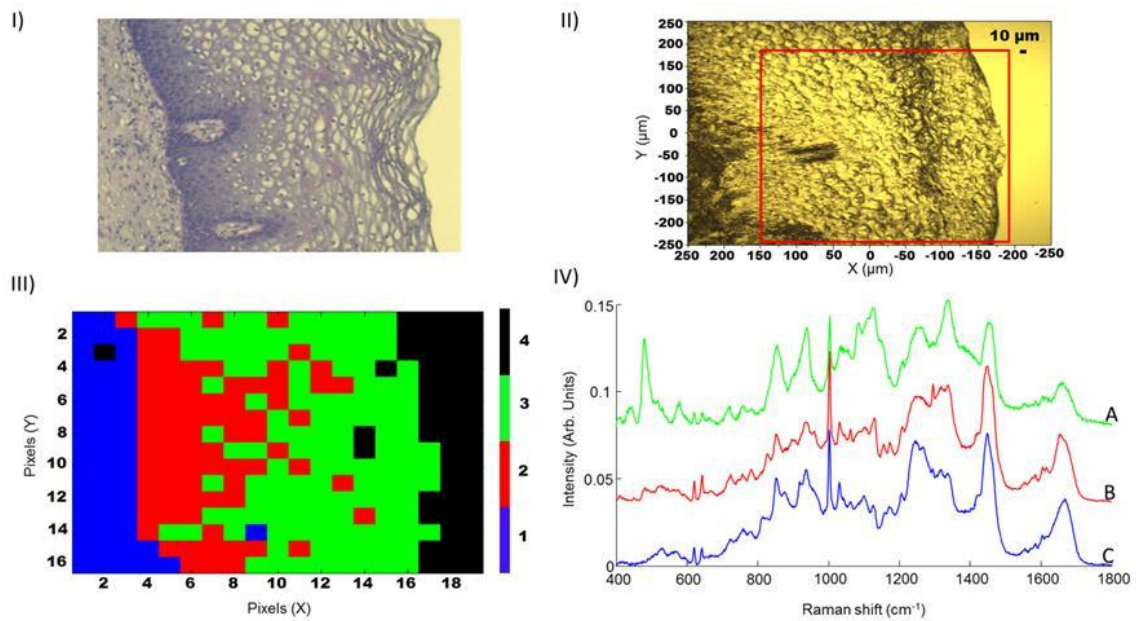 I)
II)
250
200
150
100
50
0
-50
-100
-150
-200
-250
Y (µm)
10 µm
250 200 150 100 50 0 -50 -100 -150 -200 -250
X (µm)
III)
2
4
6
8
10
12
14
16
Pixels (Y)
2 4 6 8 10 12 14 16 18
Pixels (X)
4
3
2
1
IV)
0.15
0.1
0.05
0
Intensity (Arb. Units)
A
B
C
400 600 800 1000 1200 1400 1600 1800
Raman shift (cm⁻¹)